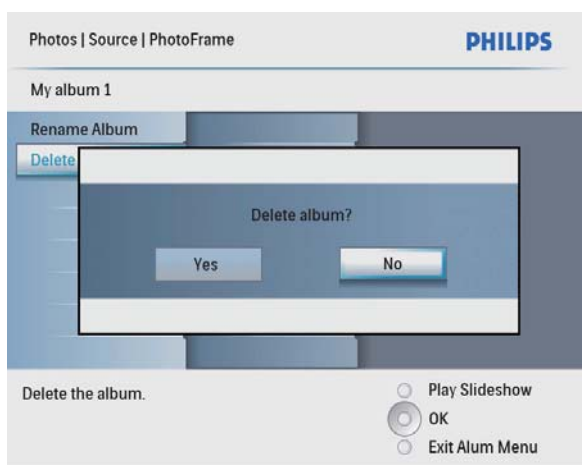 Photos | Source | PhotoFrame
PHILIPS
My album 1
Rename Album
Delete
Delete album?
Yes
No
Delete the album.
Play Slideshow
OK
Exit Alum Menu